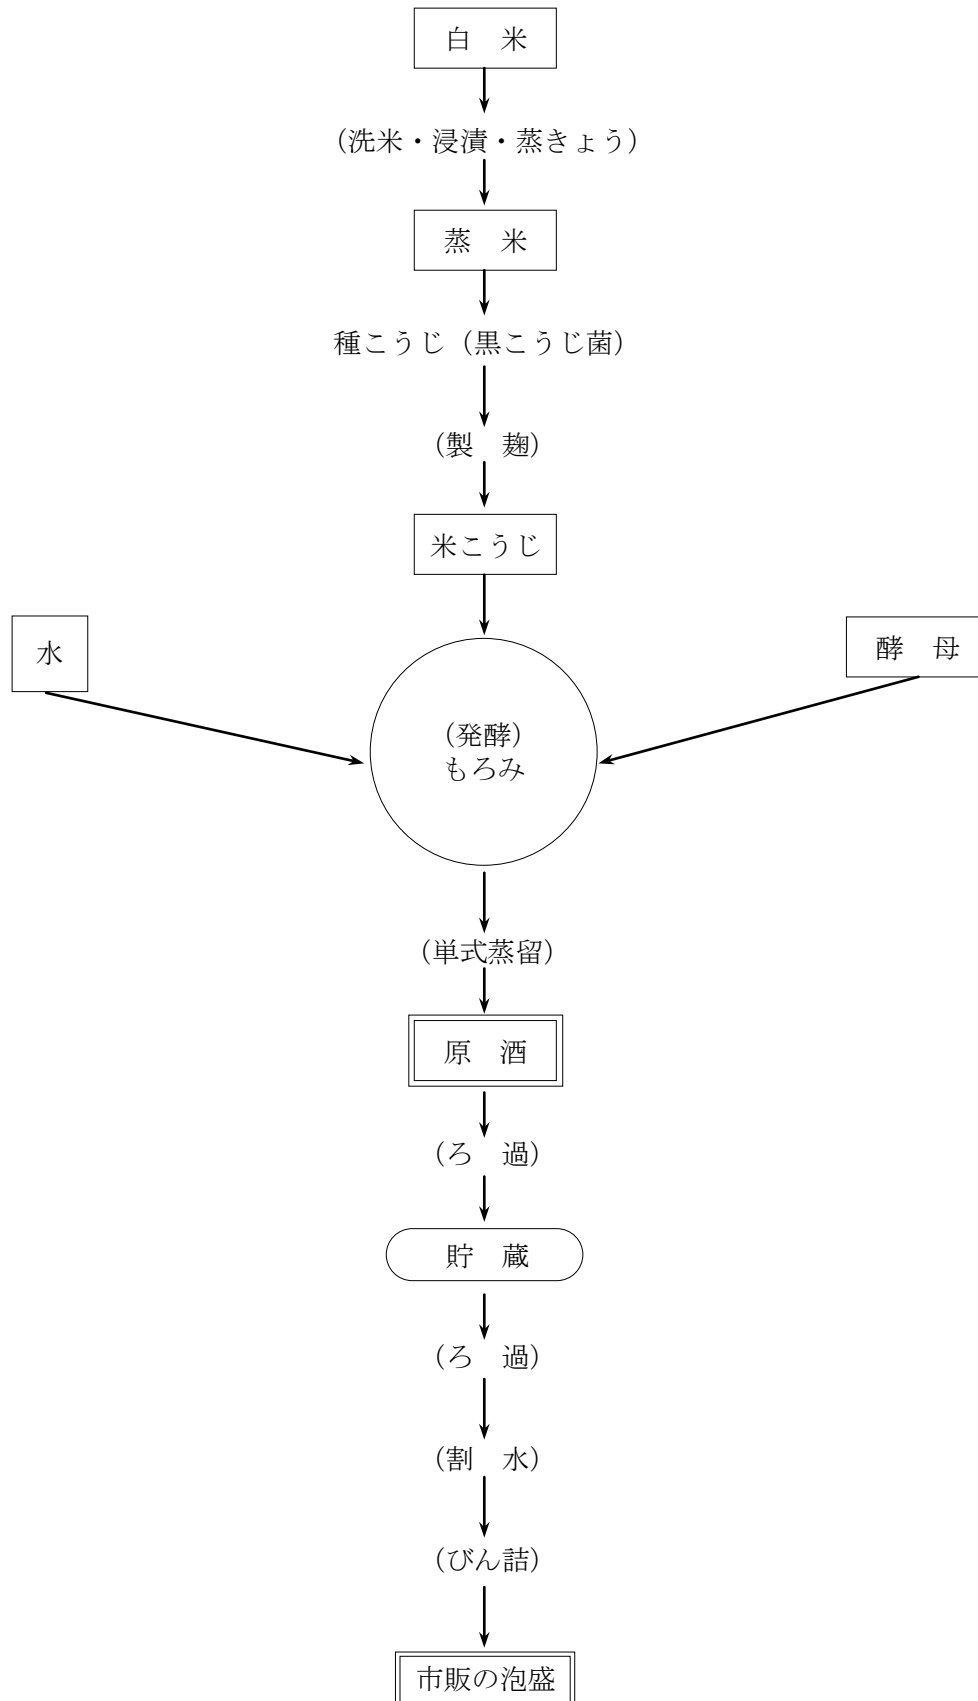 白　米
（洗米・浸漬・蒸きょう）
蒸　米
種こうじ（黒こうじ菌）
（製　麹）
米こうじ
水
酵　母
（発酵）
もろみ
（単式蒸留）
原　酒
（ろ　過）
貯　蔵
（ろ　過）
（割　水）
（びん詰）
市販の泡盛